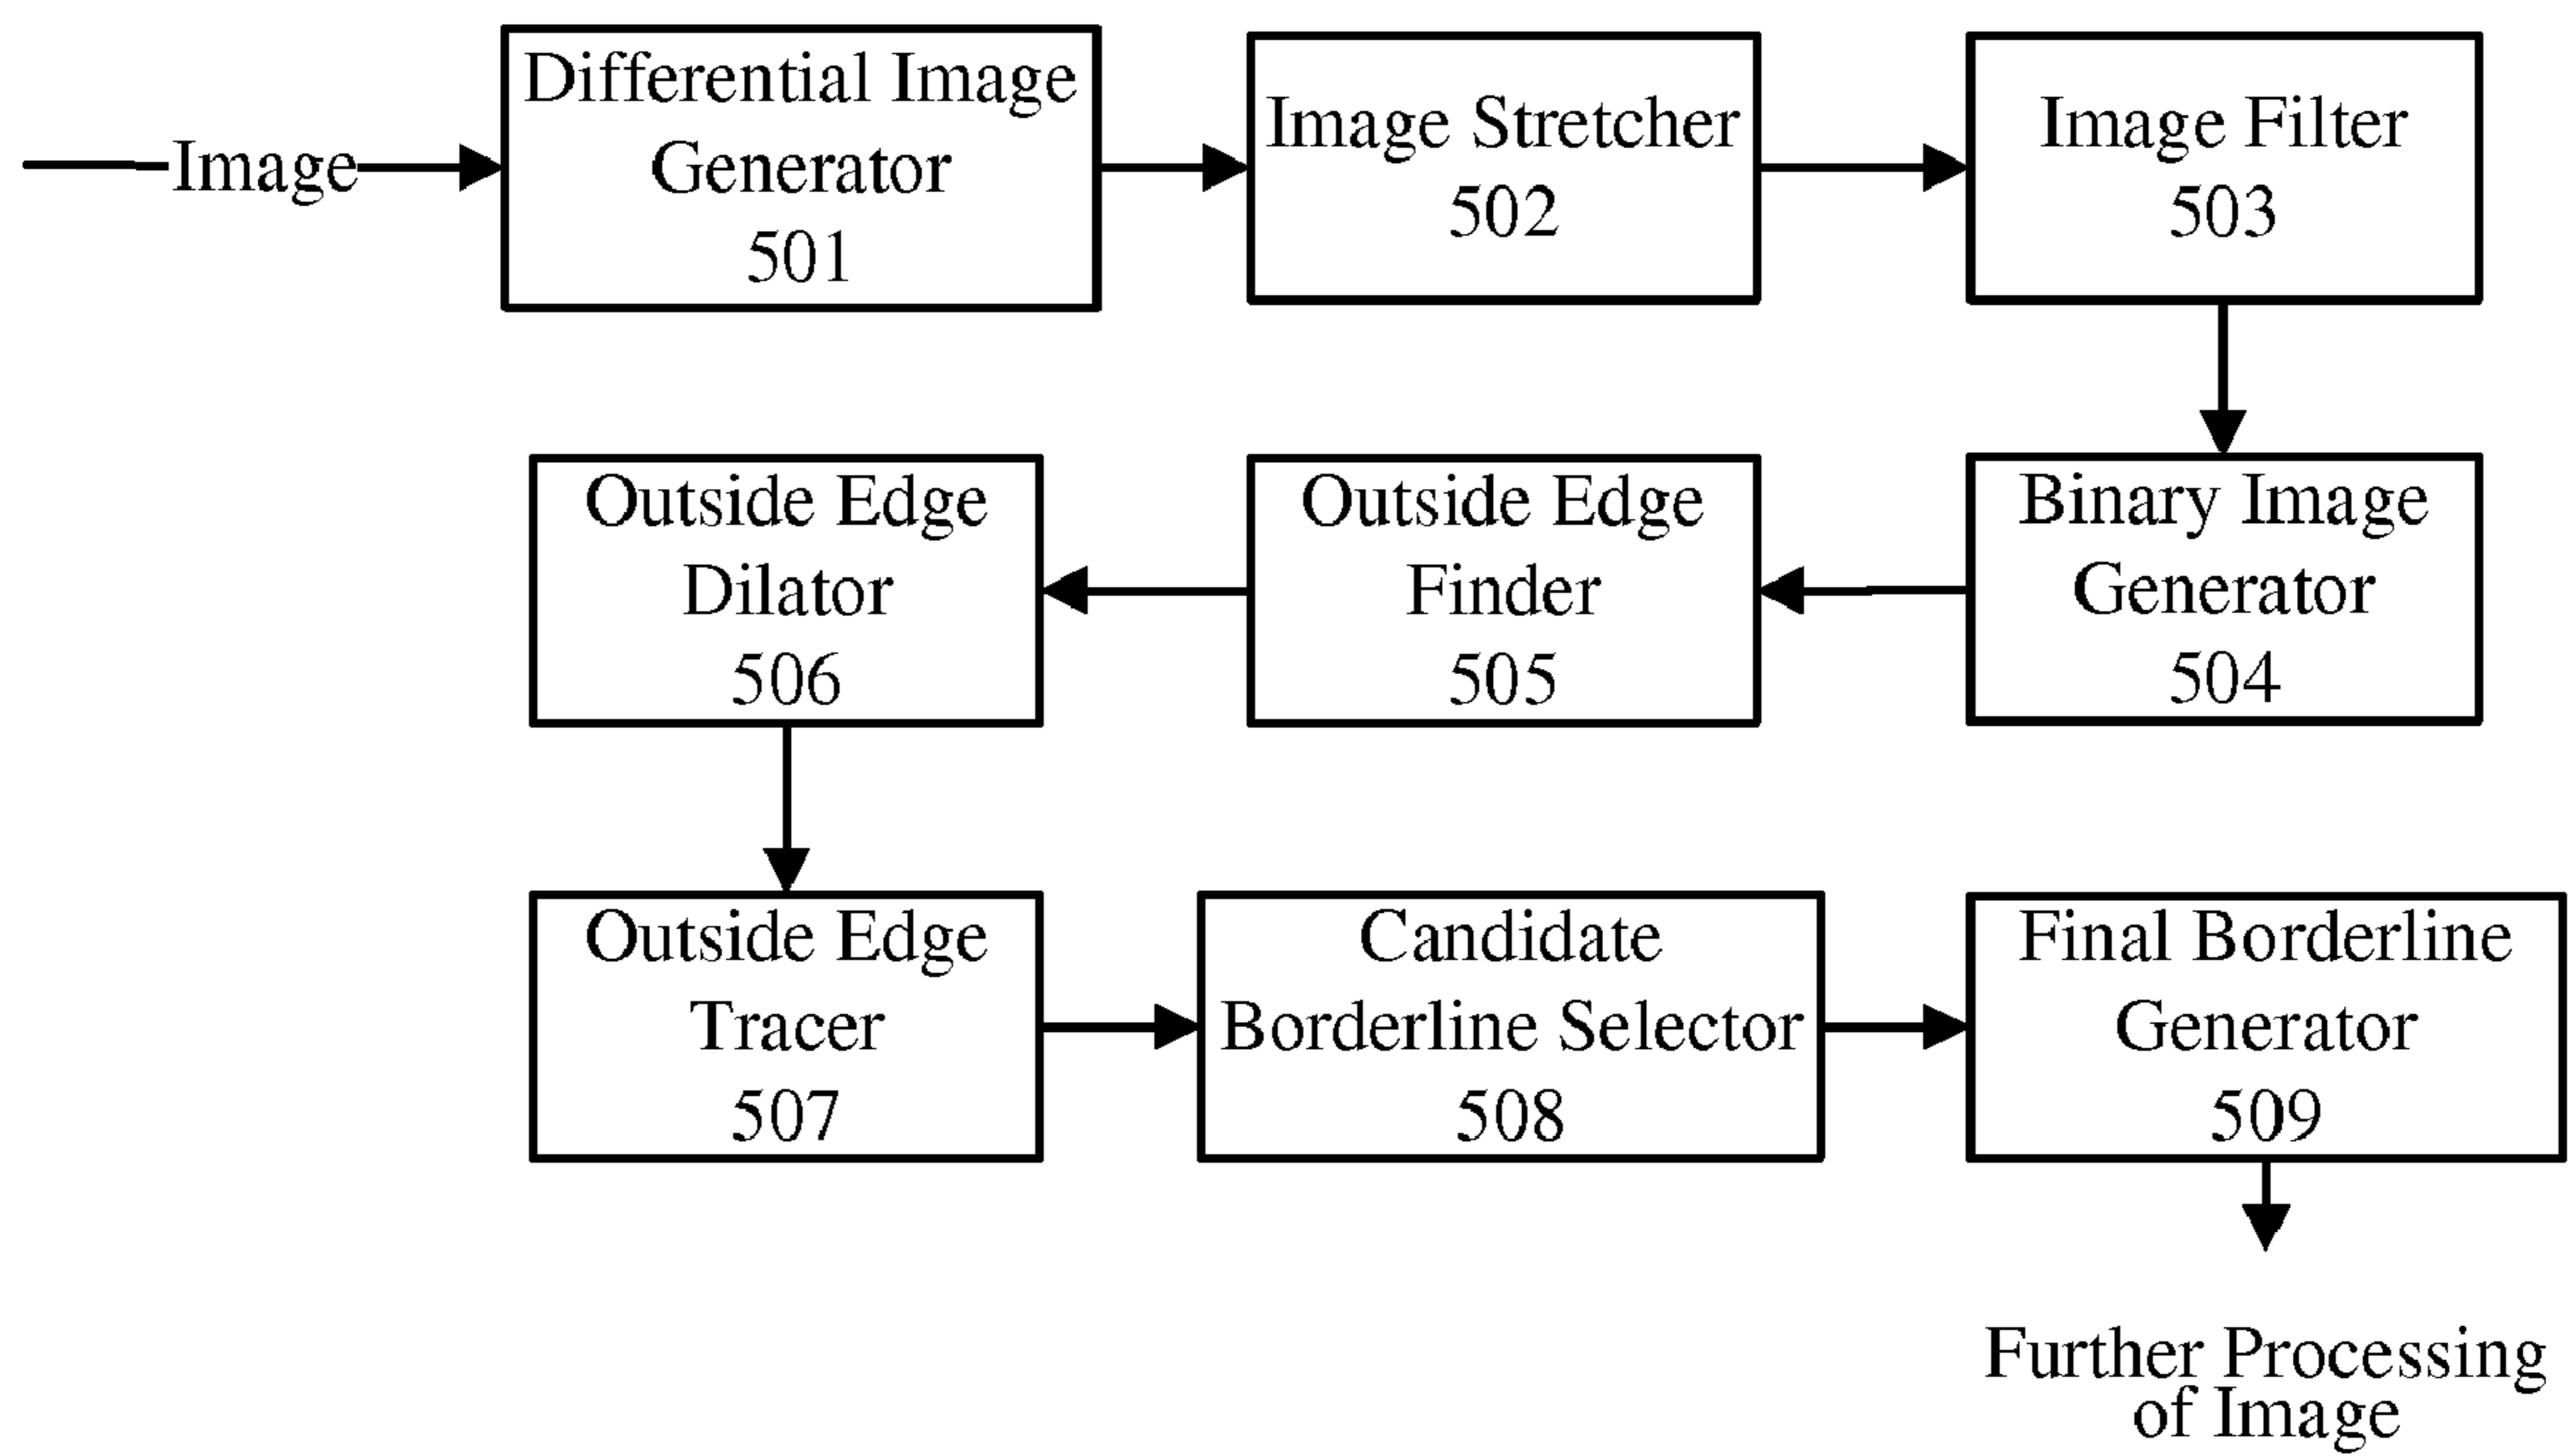 Image
Differential Image
Generator
501
Image Stretcher
502
Image Filter
503
Binary Image
Generator
504
Outside Edge
Finder
505
Outside Edge
Dilator
506
Outside Edge
Tracer
507
Candidate
Borderline Selector
508
Final Borderline
Generator
509
Further Processing
of Image